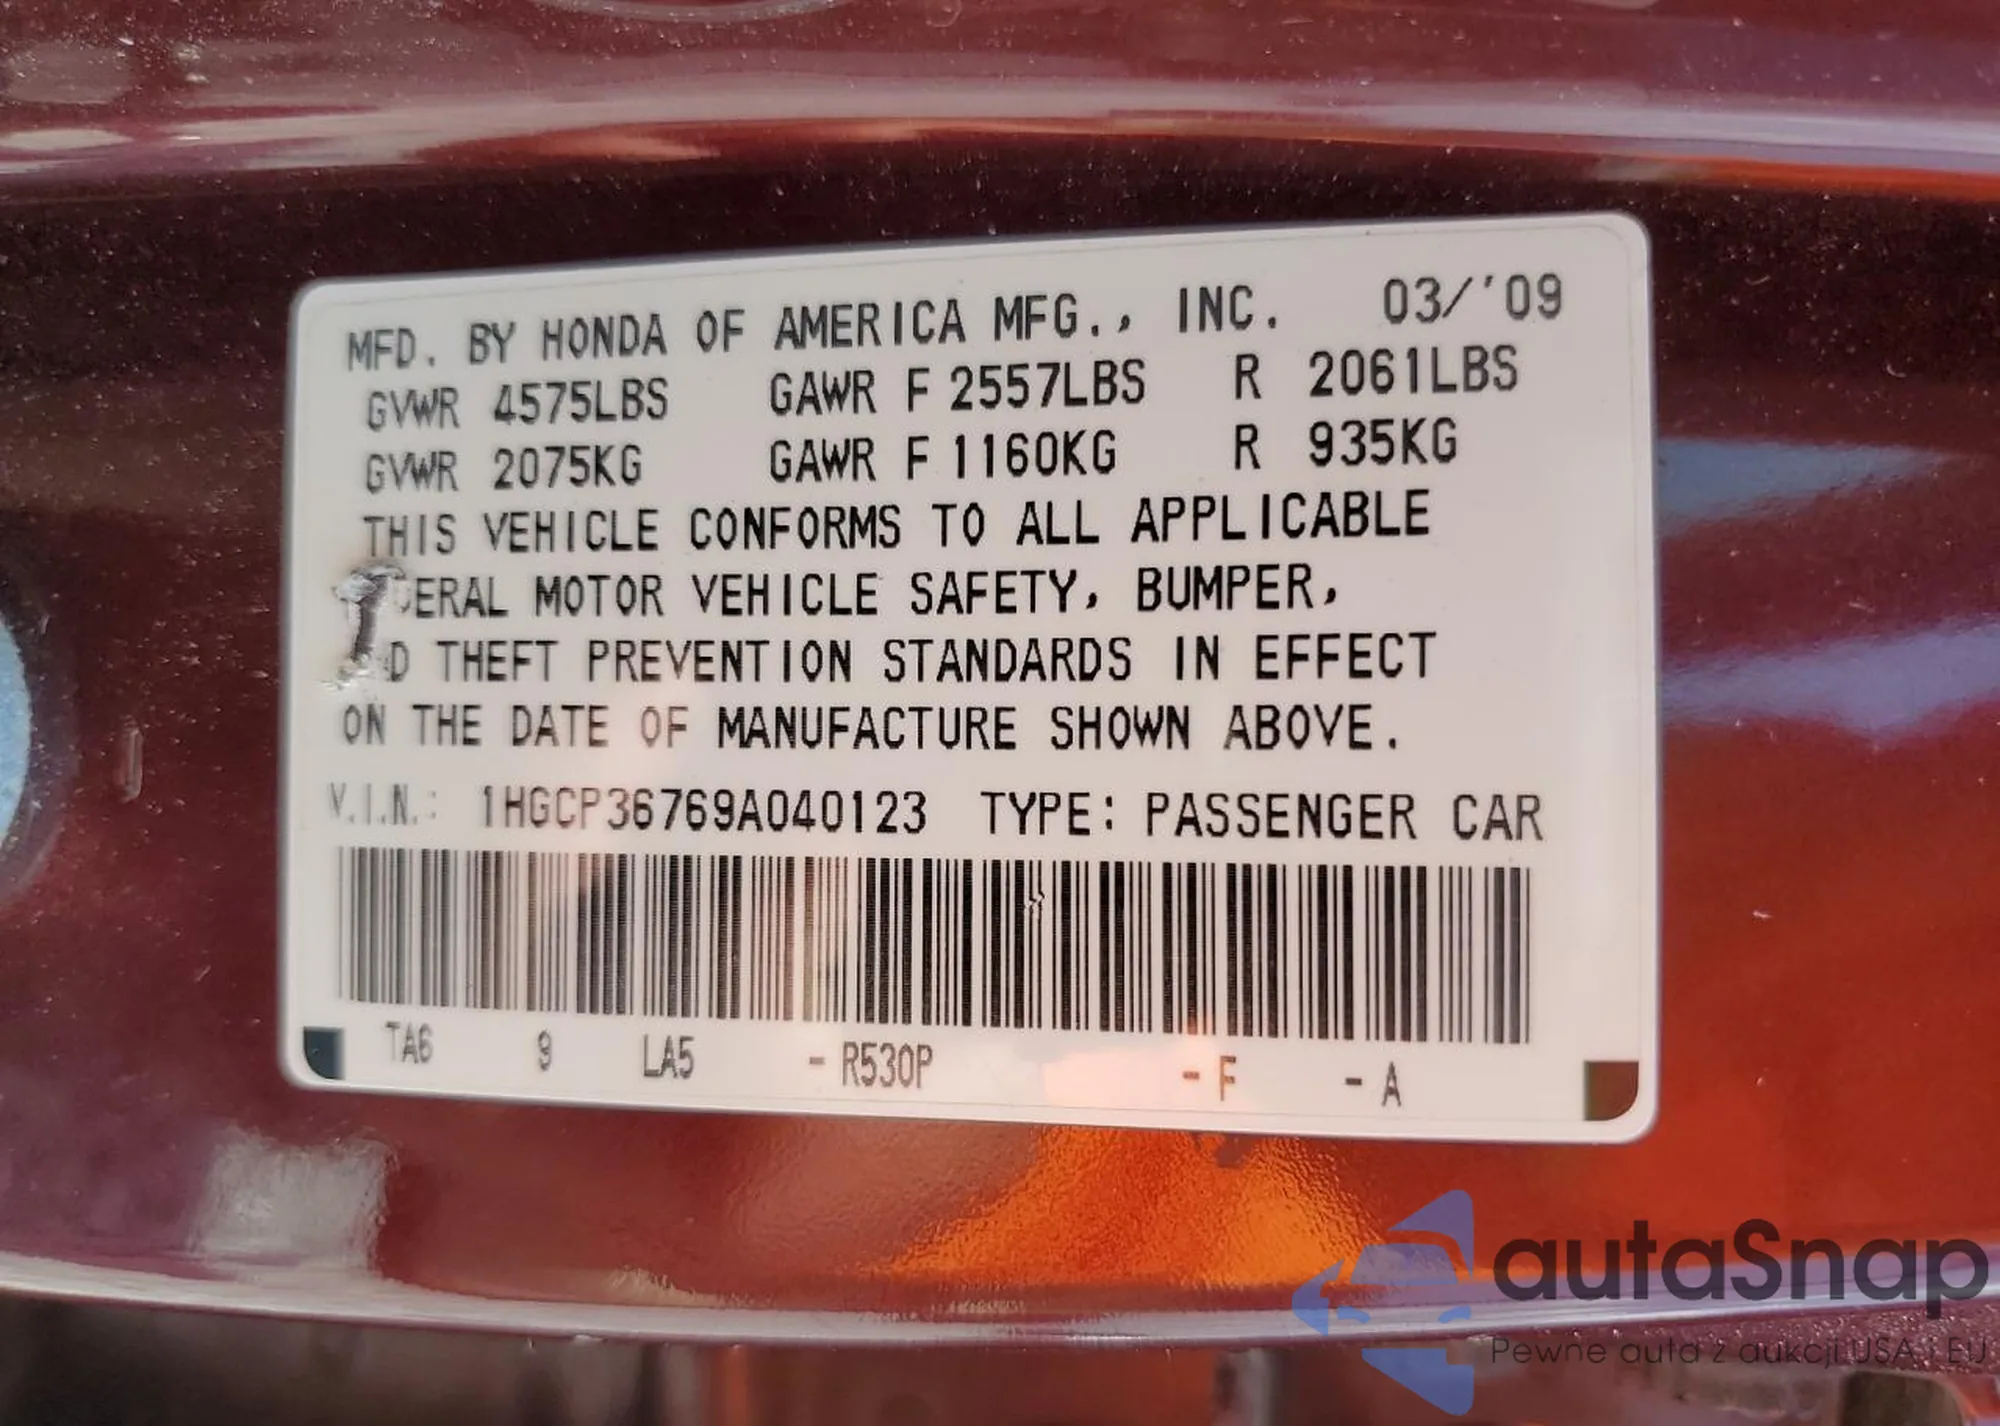 MFD. BY HONDA OF AMERICA MFG., INC. 03/'09
GVWR 4575LBS GAWR F 2557LBS R 2061LBS
GVWR 2075KG GAWR F 1160KG R 935KG
THIS VEHICLE CONFORMS TO ALL APPLICABLE
ERAL MOTOR VEHICLE SAFETY, BUMPER,
D THEFT PREVENTION STANDARDS IN EFFECT
ON THE DATE OF MANUFACTURE SHOWN ABOVE.
V.I.N.: 1HGCP36769A040123 TYPE: PASSENGER CAR
TA6 9 LA5 - R530P - F - A
autaSnap
Pewne auta z aukcji USA i EU